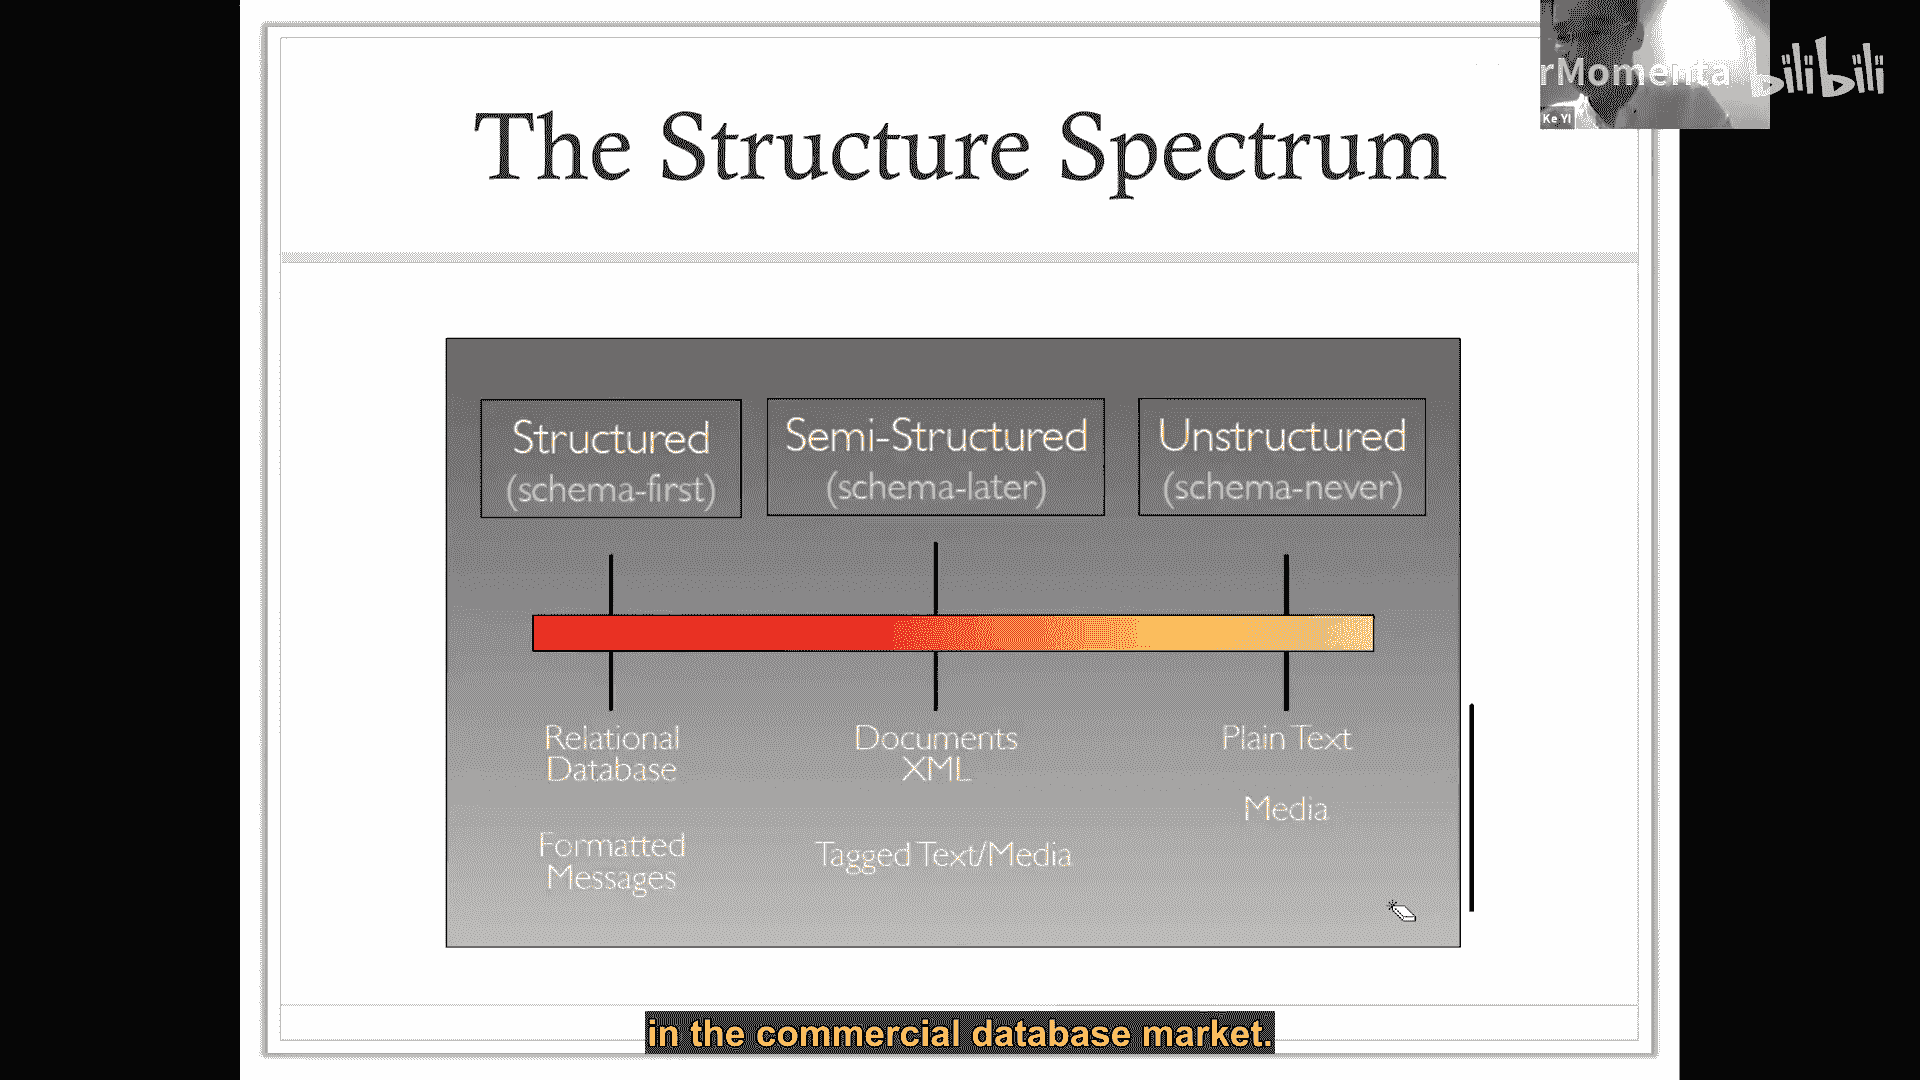 rMomenta bilibili
Ke YI
The Structure Spectrum
Structured
(schema-first)
Semi-Structured
(schema-later)
Unstructured
(schema-never)
Relational
Database
Documents
XML
Plain Text
Media
Formatted
Messages
Tagged Text/Media
in the commercial database market.